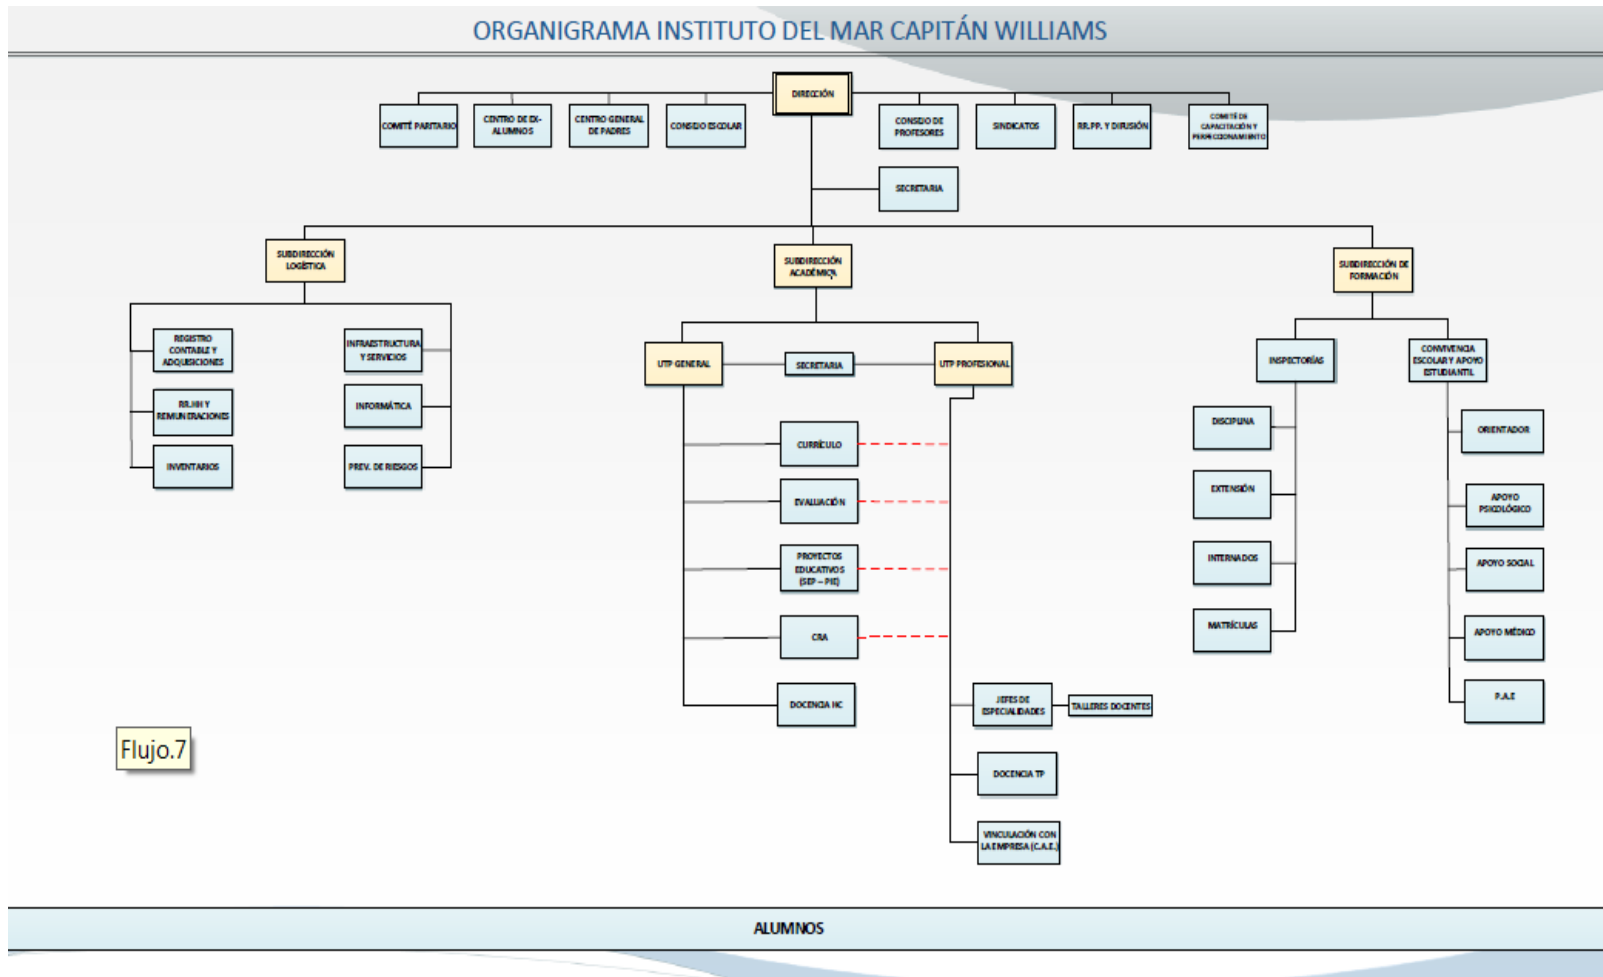 ORGANIGRAMA INSTITUTO DEL MAR CAPITÁN WILLIAMS
DIRECCIÓN
COMITÉ PARITARIO
CENTRO DE EX-
ALUMNOS
CENTRO GENERAL
DE PADRES
CONSEJO ESCOLAR
CONSEJO DE
PROFESORES
SINDICATOS
RR.PP. Y DIFUSIÓN
COMITÉ DE
CAPACITACIÓN Y
PERFECCIONAMIENTO
SECRETARIA
SUBDIRECCIÓN
LOGÍSTICA
SUBDIRECCIÓN
ACADÉMICA
SUBDIRECCIÓN DE
FORMACIÓN
REGISTRO
CONTABLE Y
ADQUISICIONES
INFRAESTRUCTURA
Y SERVICIOS
RR.HH Y
REMUNERACIONES
INFORMÁTICA
INVENTARIOS
PREV. DE RIESGOS
UTP GENERAL
SECRETARIA
UTP PROFESIONAL
CURRÍCULO
EVALUACIÓN
PROYECTOS
EDUCATIVOS
(SEP – PIE)
CRA
DOCENCIA HC
JEFES DE
ESPECIALIDADES
TALLERES DOCENTES
DOCENCIA TP
VINCULACIÓN CON
LA EMPRESA (C.A.E.)
INSPECTORÍAS
CONVIVENCIA
ESCOLAR Y APOYO
ESTUDIANTIL
DISCIPLINA
EXTENSIÓN
INTERNADOS
MATRÍCULAS
ORIENTADOR
APOYO
PSICOLÓGICO
APOYO SOCIAL
APOYO MÉDICO
P.A.E
Flujo.7
ALUMNOS